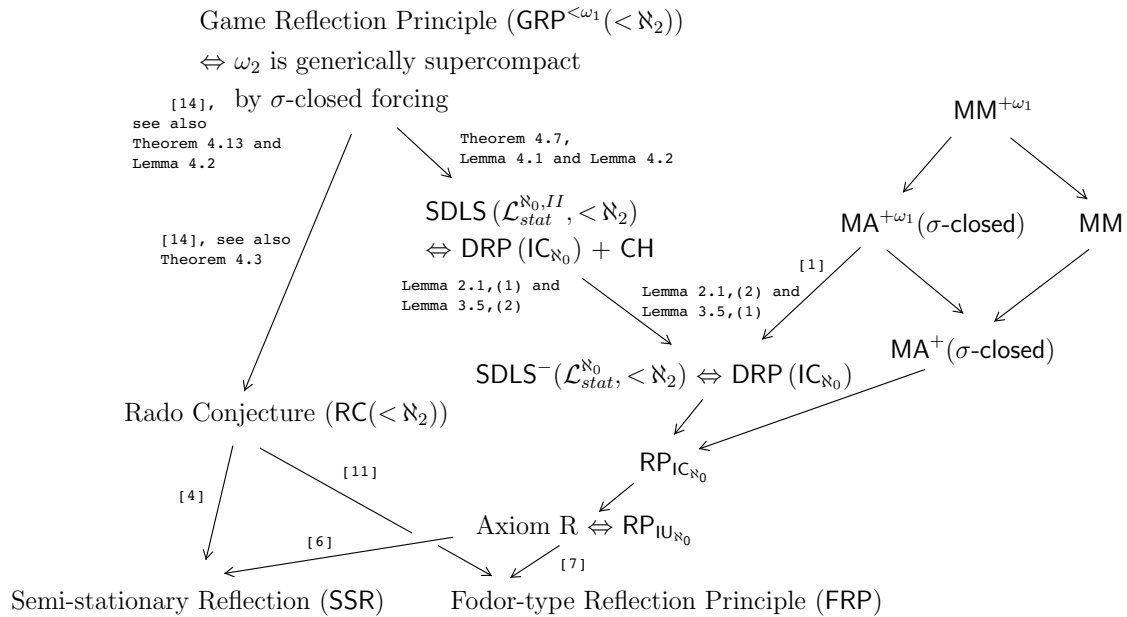 Game Reflection Principle (GRP^{<ω₁}(< ℵ₂))
⇔ ω₂ is generically supercompact
by σ-closed forcing
[14],
see also
Theorem 4.13 and
Lemma 4.2
Theorem 4.7,
Lemma 4.1 and Lemma 4.2
MM^{+ω₁}
SDLS (ℒ_{stat}^{ℵ₀,II}, < ℵ₂)
⇔ DRP (IC_{ℵ₀}) + CH
MA^{+ω₁}(σ-closed)
MM
[14], see also
Theorem 4.3
[1]
Lemma 2.1,(1) and
Lemma 3.5,(2)
Lemma 2.1,(2) and
Lemma 3.5,(1)
MA⁺(σ-closed)
SDLS⁻(ℒ_{stat}^{ℵ₀}, < ℵ₂) ⇔ DRP (IC_{ℵ₀})
Rado Conjecture (RC(< ℵ₂))
RP_{IC_{ℵ₀}}
[11]
[4]
Axiom R ⇔ RP_{IU_{ℵ₀}}
[6]
[7]
Semi-stationary Reflection (SSR)
Fodor-type Reflection Principle (FRP)